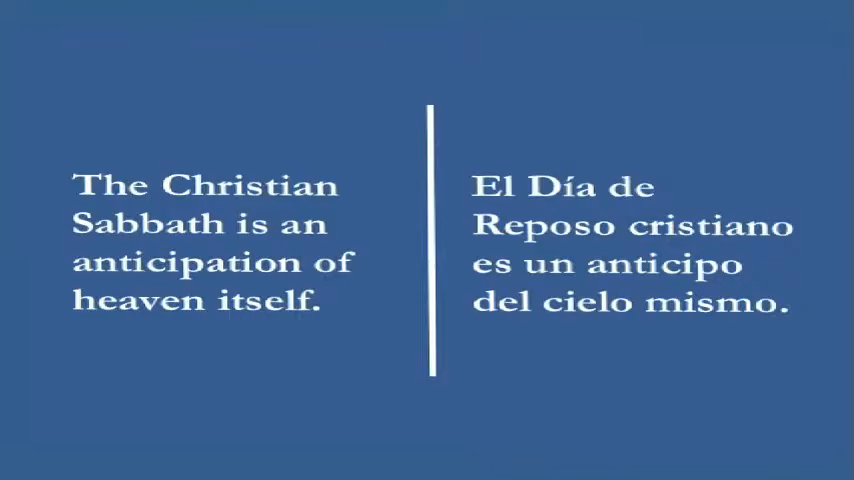 The Christian
Sabbath is an
anticipation of
heaven itself.
El Día de
Reposo cristiano
es un anticipo
del cielo mismo.